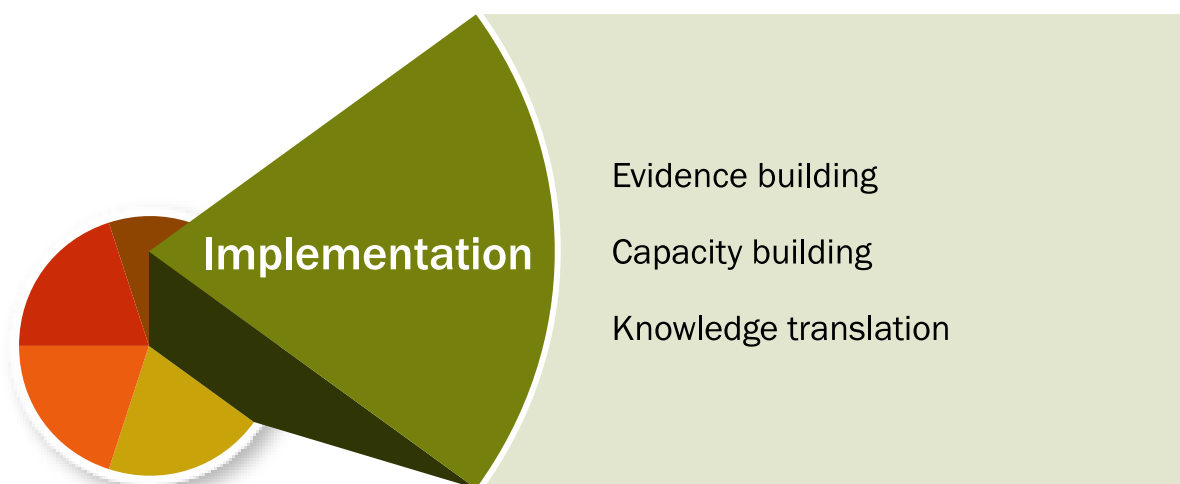 Implementation
Evidence building
Capacity building
Knowledge translation